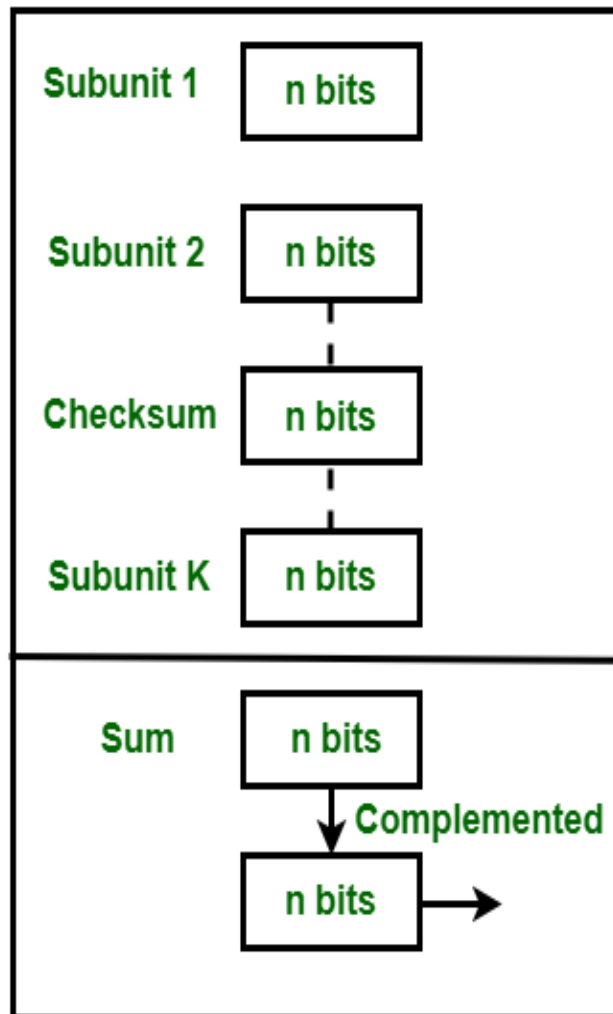 Subunit 1
n bits
Subunit 2
n bits
Checksum
n bits
Subunit K
n bits
Sum
n bits
Complemented
n bits